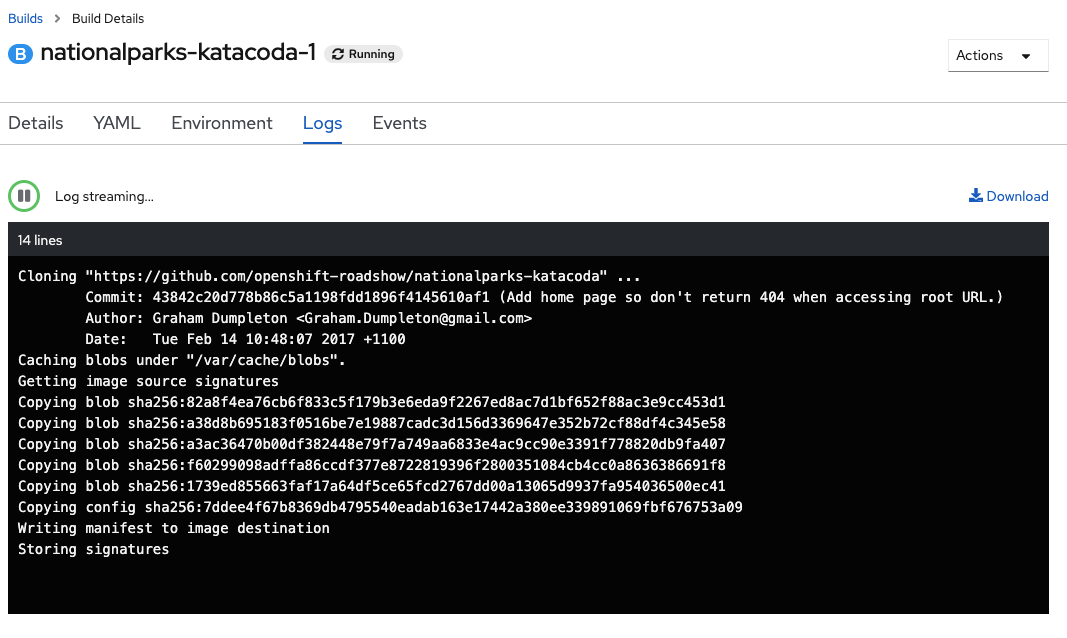 Builds > Build Details
B nationalparks-katacoda-1 Running
Actions
Details YAML Environment Logs Events
Log streaming...
Download
14 lines
Cloning "https://github.com/openshift-roadshow/nationalparks-katacoda" ...
Commit: 43842c20d778b86c5a1198fdd1896f4145610af1 (Add home page so don't return 404 when accessing root URL.)
Author: Graham Dumpleton <Graham.Dumpleton@gmail.com>
Date: Tue Feb 14 10:48:07 2017 +1100
Caching blobs under "/var/cache/blobs".
Getting image source signatures
Copying blob sha256:82a8f4ea76cb6f833c5f179b3e6eda9f2267ed8ac7d1bf652f88ac3e9cc453d1
Copying blob sha256:a38d8b695183f0516be7e19887cadc3d156d3369647e352b72cf88df4c345e58
Copying blob sha256:a3ac36470b00df382448e79f7a749aa6833e4ac9cc90e3391f778820db9fa407
Copying blob sha256:f60299098adffa86ccdf377e8722819396f2800351084cb4cc0a8636386691f8
Copying blob sha256:1739ed855663faf17a64df5ce65fcd2767dd00a13065d9937fa954036500ec41
Copying config sha256:7ddee4f67b8369db4795540eadab163e17442a380ee339891069fbf676753a09
Writing manifest to image destination
Storing signatures